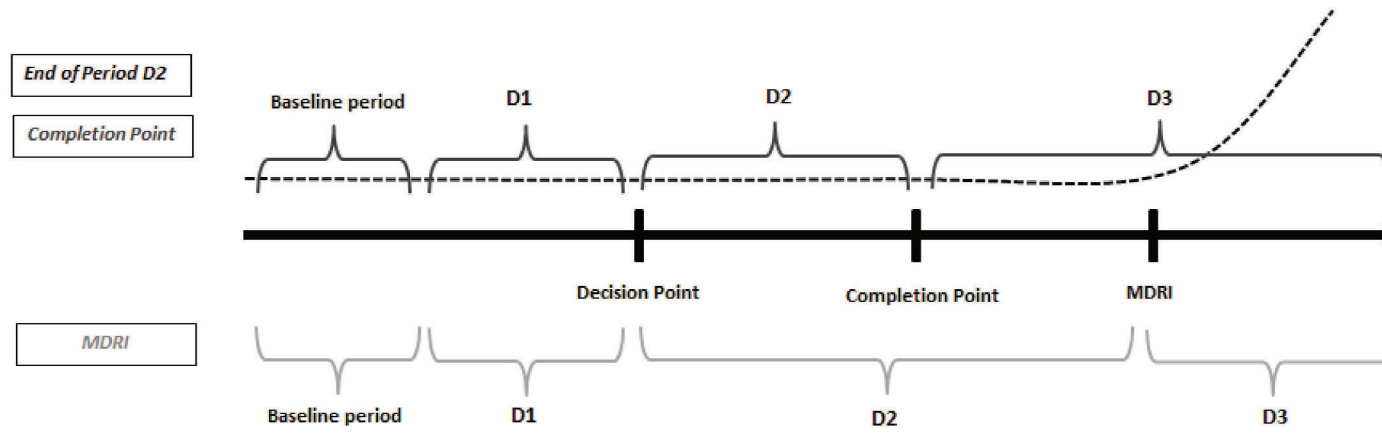 End of Period D2
Baseline period
D1
D2
D3
Completion Point
Decision Point
Completion Point
MDRI
MDRI
Baseline period
D1
D2
D3